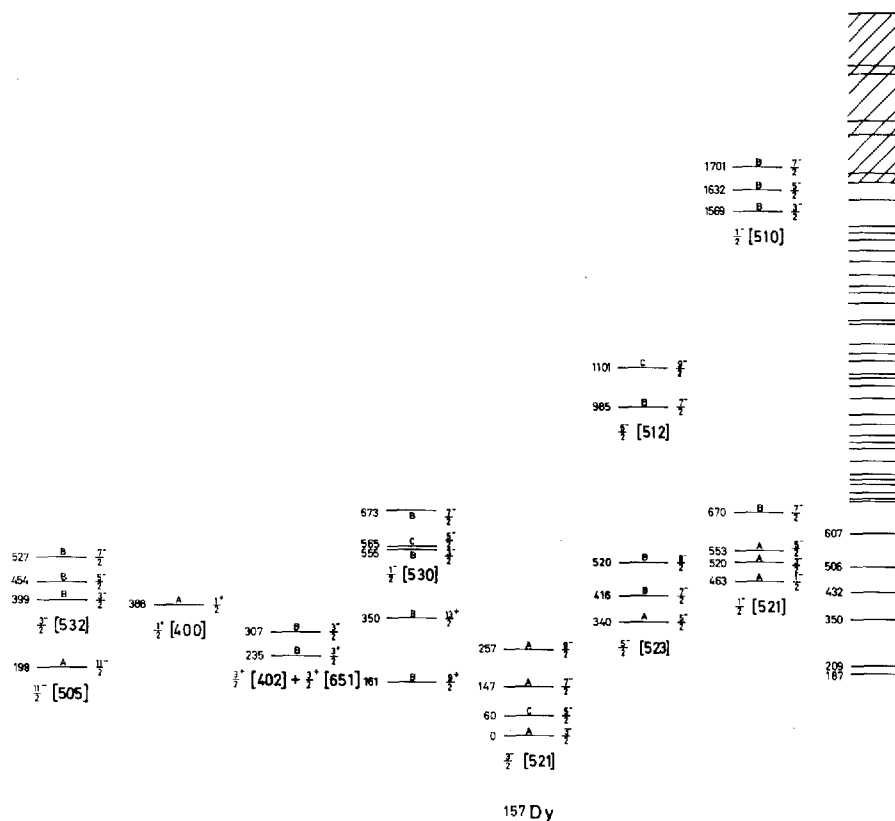 1701 B 7/2⁻
1632 B 5/2⁻
1569 B 3/2⁻
1/2⁻ [510]
1101 C 9/2⁻
985 B 7/2⁻
5/2⁻ [512]
673 B 7/2⁻
565 C 5/2⁻
555 B 3/2⁻
1/2⁻ [530]
670 B 7/2⁻
553 A 5/2⁻
520 A 3/2⁻
463 A 1/2⁻
1/2⁻ [521]
527 B 7/2⁻
454 B 5/2⁻
399 B 3/2⁻
3/2⁻ [532]
388 A 1/2⁺
1/2⁺ [400]
520 B 9/2⁻
416 B 7/2⁻
340 A 5/2⁻
5/2⁻ [523]
607
506
432
350
209
187
350 B 13/2⁺
307 B
235 B 3/2⁺
3/2⁺ [402] + 3/2⁺ [651]
161 B 9/2⁺
198 A 11/2⁻
11/2⁻ [505]
257 A 9/2⁻
147 A 7/2⁻
60 C 5/2⁻
0 A 3/2⁻
3/2⁻ [521]
157 Dy